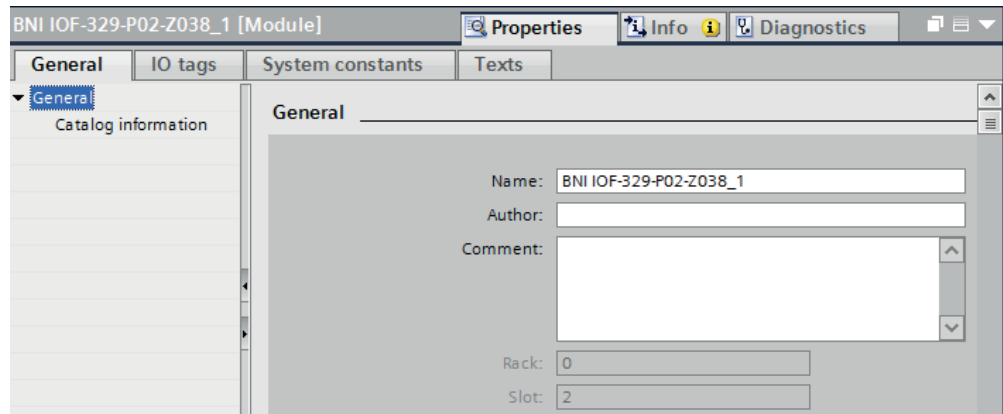 BNI IOF-329-P02-Z038_1 [Module] Properties Info Diagnostics
General IO tags System constants Texts
General
Catalog information
General
Name: BNI IOF-329-P02-Z038_1
Author:
Comment:
Rack: 0
Slot: 2